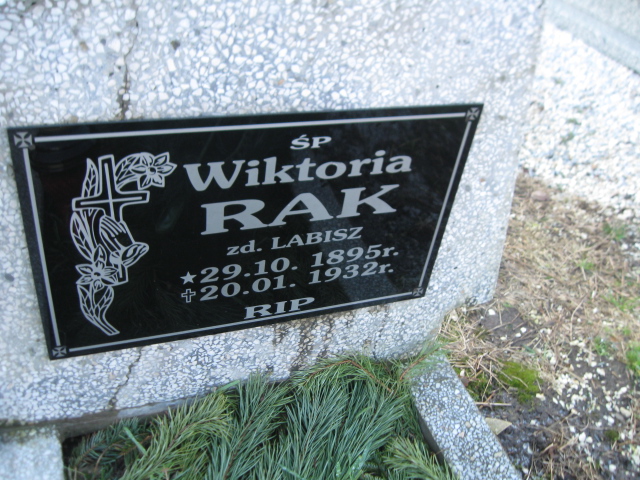 ŚP
Wiktoria
RAK
zd. LABISZ
★29.10. 1895r.
✝20.01. 1932r.
RIP